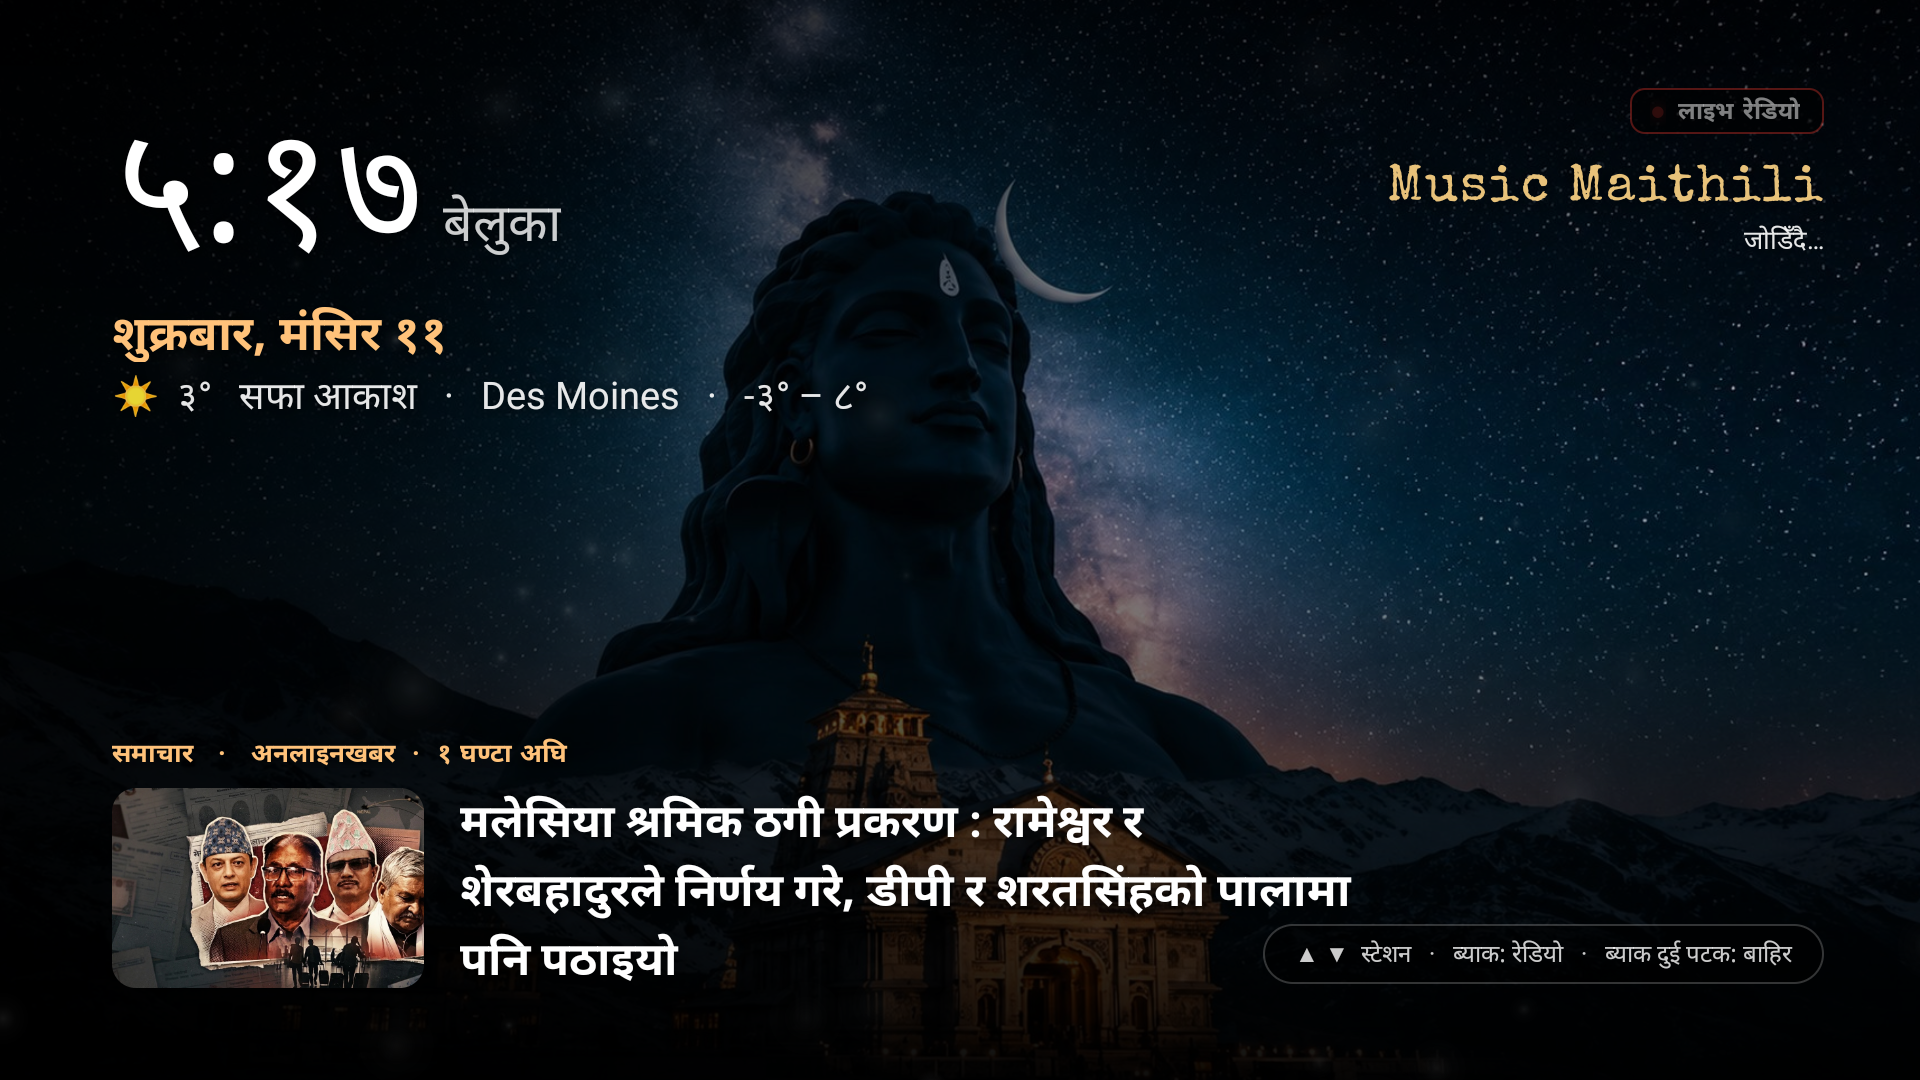 ५:१७ बेलुका
शुक्रबार, मंसिर ११
३° सफा आकाश · Des Moines · -३° – ८°
लाइभ रेडियो
Music Maithili
जोडिँदै…
समाचार · अनलाइनखबर · १ घण्टा अघि
मलेसिया श्रमिक ठगी प्रकरण : रामेश्वर र
शेरबहादुरले निर्णय गरे, डीपी र शरतसिंहको पालामा
पनि पठाइयो
▲ ▼ स्टेशन · ब्याक: रेडियो · ब्याक दुई पटक: बाहिर